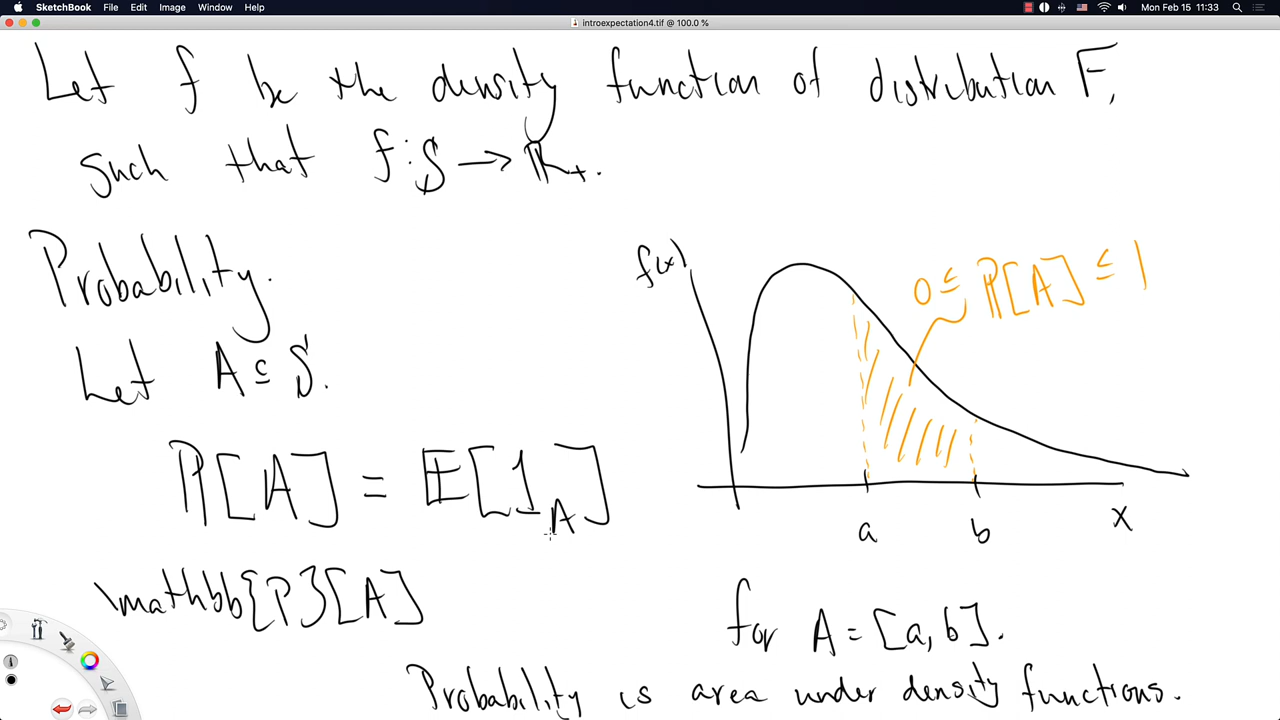 SketchBook File Edit Image Window Help Mon Feb 15 11:33
introexpectation4.tif @ 100.0 %
Let f be the density function of distribution F,
such that f: S → ℝ₊.
Probability.
Let A ⊆ S.
ℙ[A] = 𝔼[1_A]
\mathbb{P}[A]
f(x)
0 ≤ ℙ[A] ≤ 1
a b x
for A = [a, b].
Probability is area under density functions.